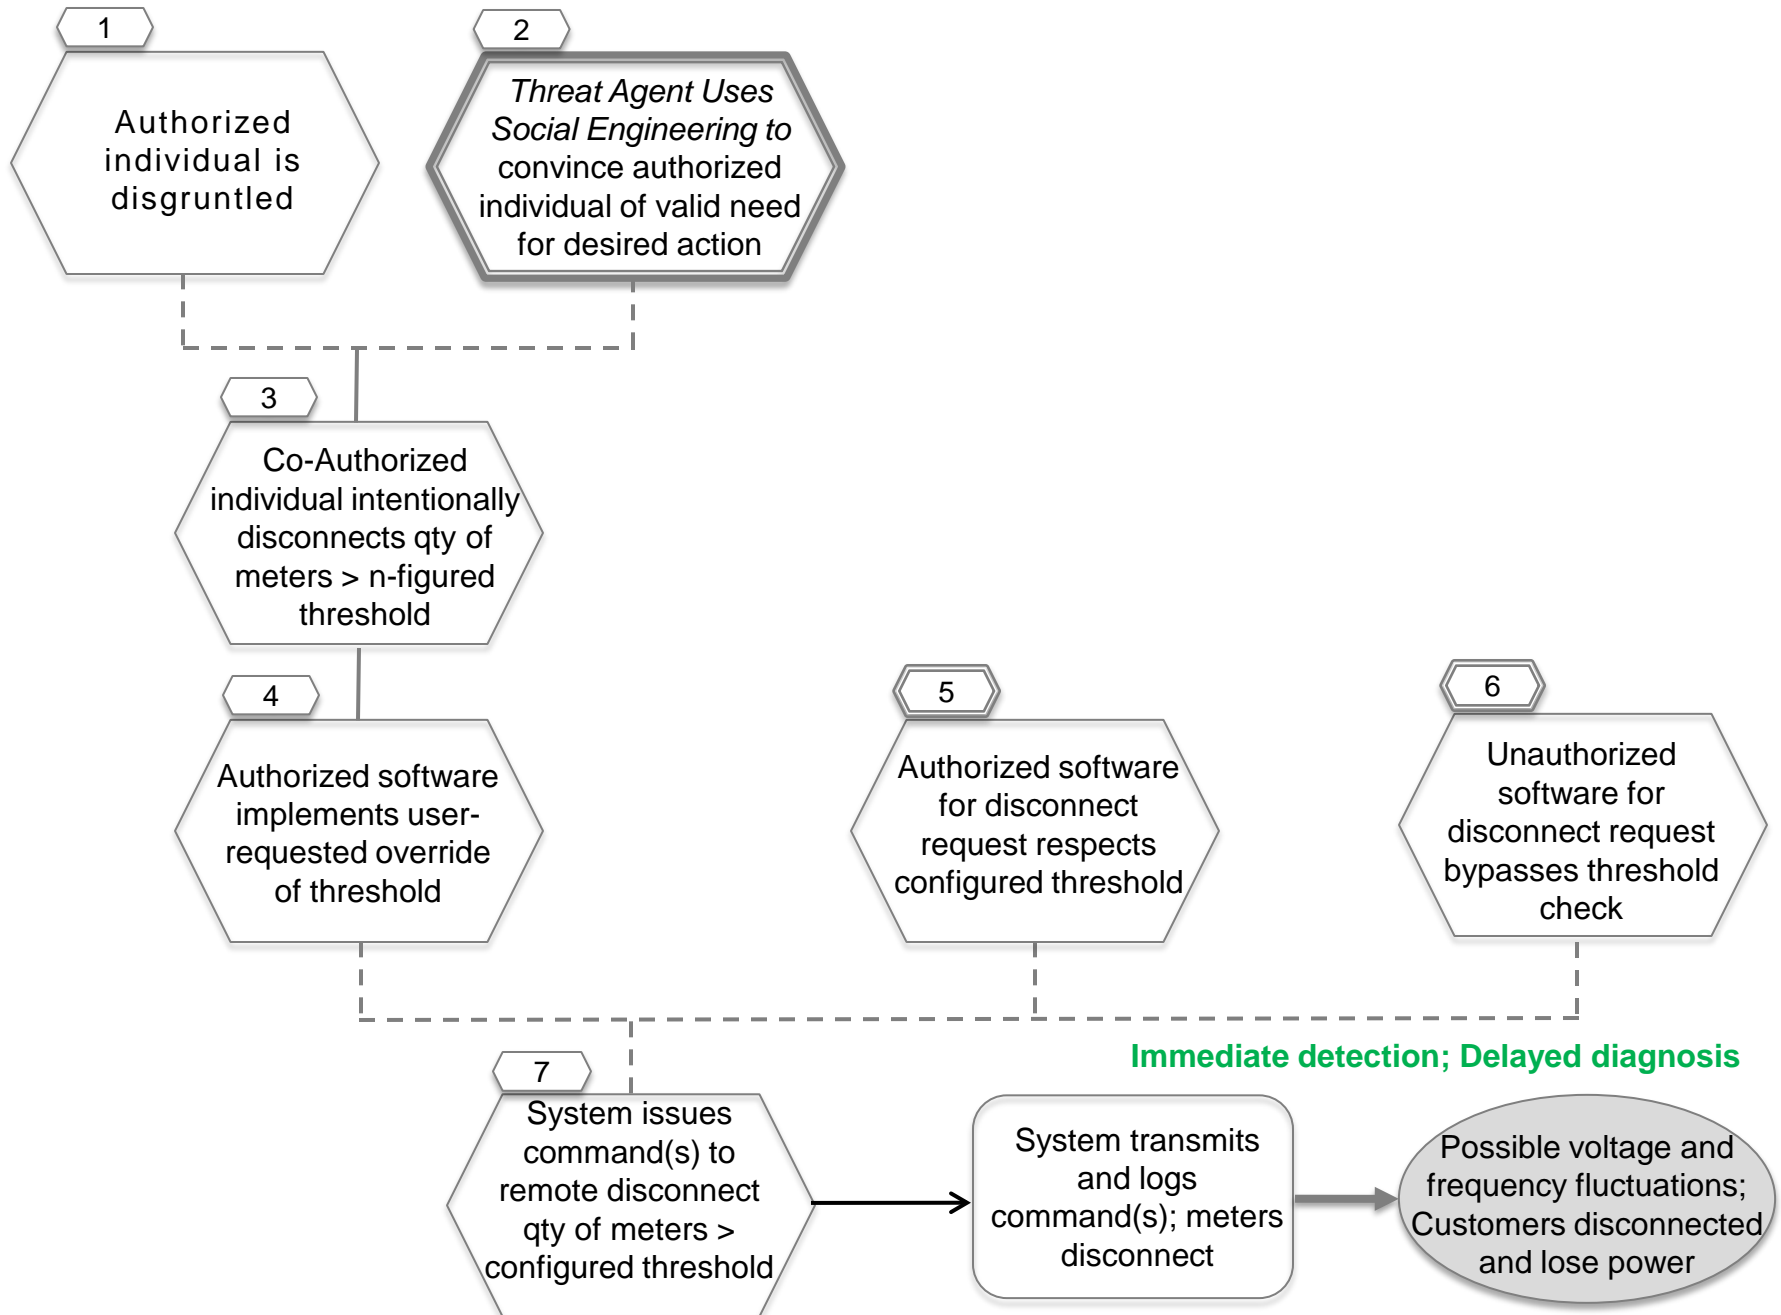 1
Authorized
individual is
disgruntled
2
Threat Agent Uses
Social Engineering to
convince authorized
individual of valid need
for desired action
3
Co-Authorized
individual intentionally
disconnects qty of
meters > n-figured
threshold
4
Authorized software
implements user-
requested override
of threshold
5
Authorized software
for disconnect
request respects
configured threshold
6
Unauthorized
software for
disconnect request
bypasses threshold
check
7
System issues
command(s) to
remote disconnect
qty of meters >
configured threshold
System transmits
and logs
command(s); meters
disconnect
Immediate detection; Delayed diagnosis
Possible voltage and
frequency fluctuations;
Customers disconnected
and lose power